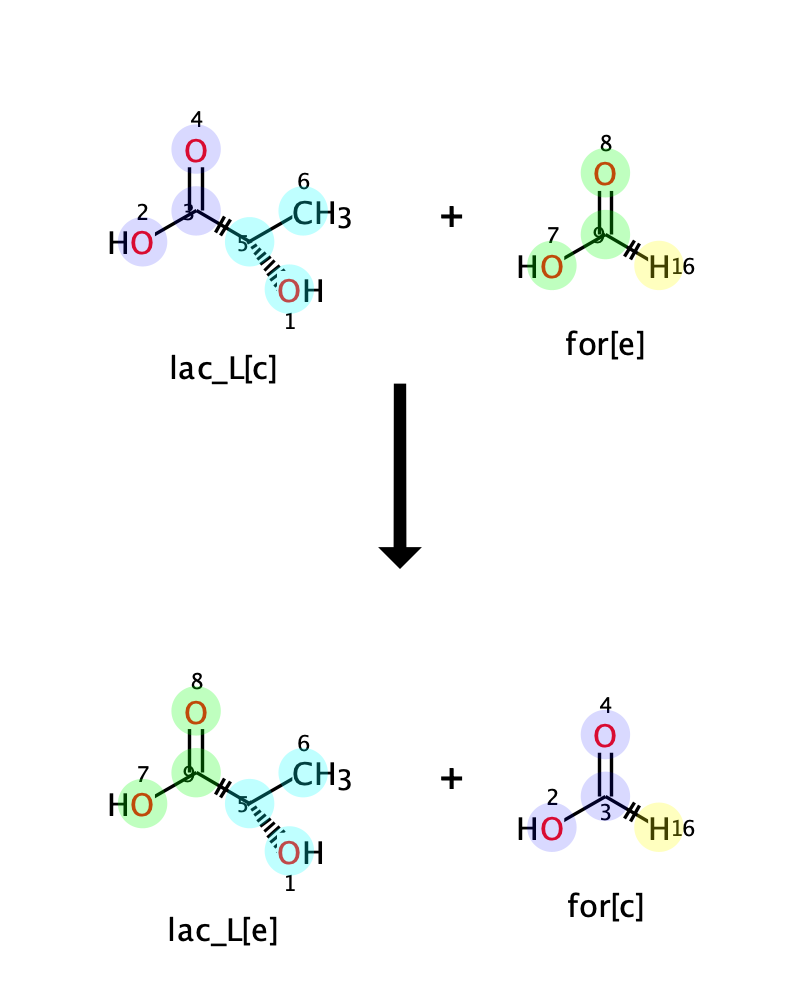 4 8
O O
6
2 3 CH3 + 7 9
HO 5 HO H16
OH
1
lac_L[c] for[e]
8 4
O O
6
7 9 CH3 + 2 3
HO 5 HO H16
OH
1
lac_L[e] for[c]